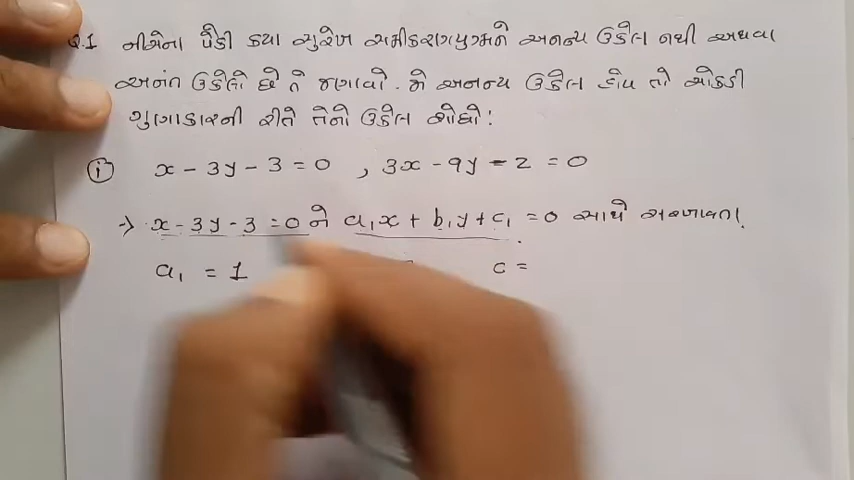 Q.1 નીચેના પૈકી કયા સુરેખ સમીકરણયુગ્મને અનન્ય ઉકેલ નથી અથવા
અનંત ઉકેલો છે તે જણાવો. જો અનન્ય ઉકેલ હોય તો ચોકડી
ગુણાકારની રીતે તેનો ઉકેલ શોધો:
(i) x - 3y - 3 = 0 , 3x - 9y - 2 = 0
→ x - 3y - 3 = 0 ને a₁x + b₁y + c₁ = 0 સાથે સરખાવતા.
a₁ = 1 c =